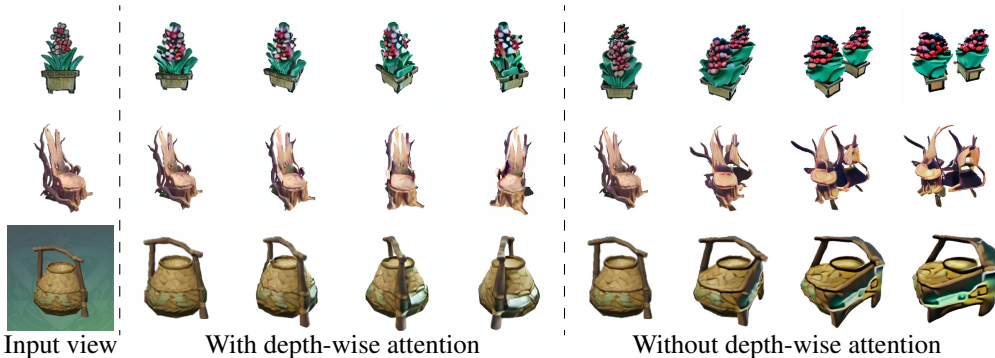 Input view
With depth-wise attention
Without depth-wise attention